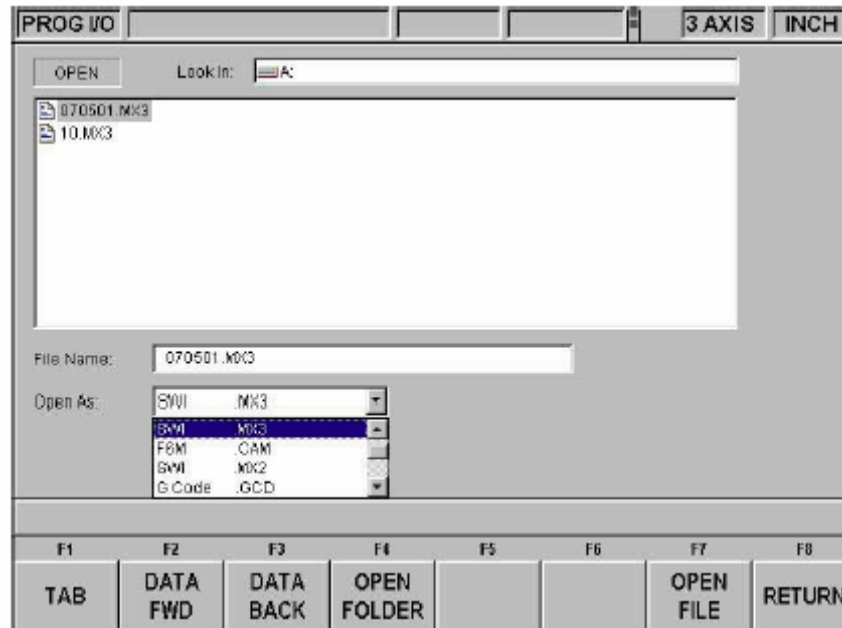 PROG I/O 3 AXIS INCH
OPEN Look In: A:
070501.MX3
10.MX3
File Name: 070501.MX3
Open As: SWI .MX3
SWI .MX3
F6M .CAM
SWI .MX2
G Code .GCD
F1 F2 F3 F4 F5 F6 F7 F8
TAB DATA FWD DATA BACK OPEN FOLDER OPEN FILE RETURN